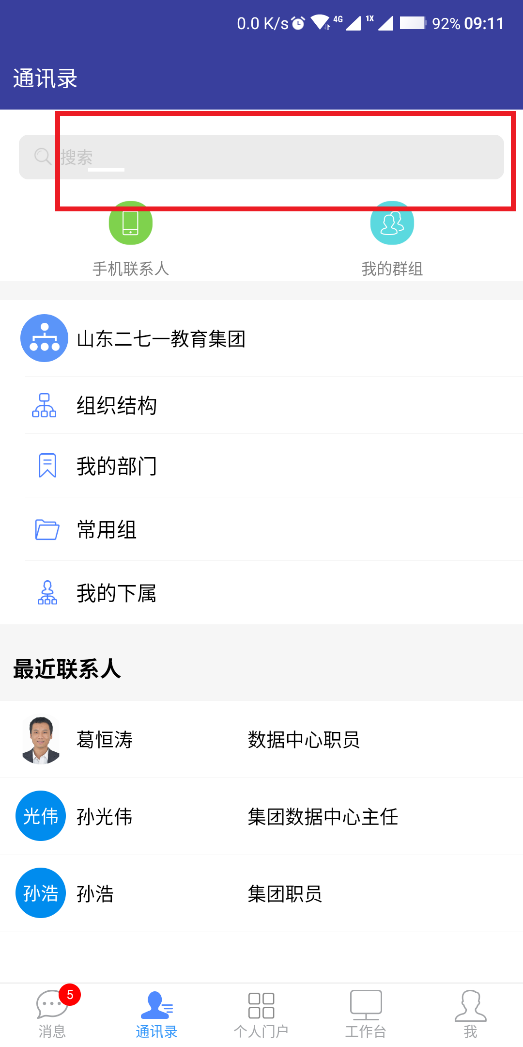 0.0 K/s 4G 1X 92% 09:11
通讯录
搜索
手机联系人 我的群组
山东二七一教育集团
组织结构
我的部门
常用组
我的下属
最近联系人
葛恒涛 数据中心职员
光伟 孙光伟 集团数据中心主任
孙浩 孙浩 集团职员
5
消息 通讯录 个人门户 工作台 我